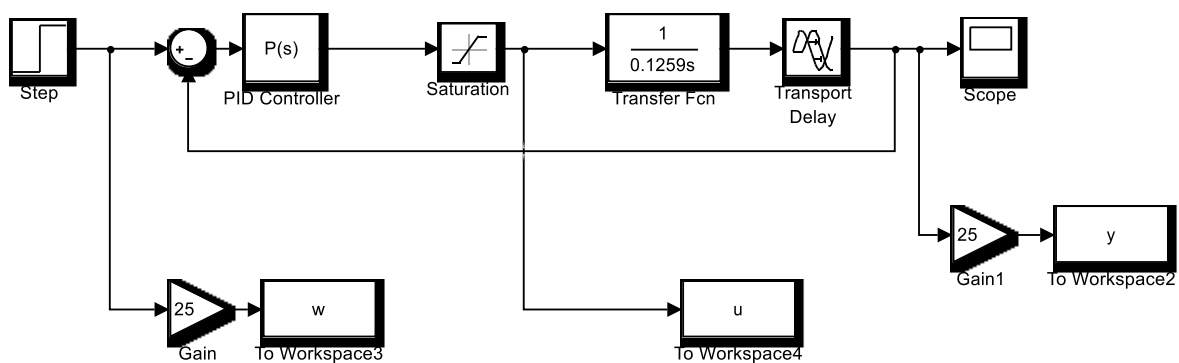 Step
+
−
P(s)
PID Controller
Saturation
1
0.1259s
Transfer Fcn
Transport
Delay
Scope
25
Gain1
y
To Workspace2
25
Gain
w
To Workspace3
u
To Workspace4